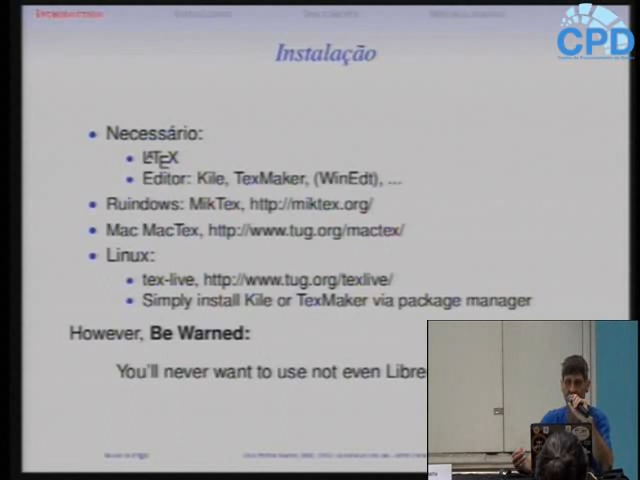 INTRODUCTION
CPD
Instalação
Necessário:
LATEX
Editor: Kile, TexMaker, (WinEdt), ...
Ruindows: MikTex, http://miktex.org/
Mac MacTex, http://www.tug.org/mactex/
Linux:
tex-live, http://www.tug.org/texlive/
Simply install Kile or TexMaker via package manager
However, Be Warned:
You'll never want to use not even Libre